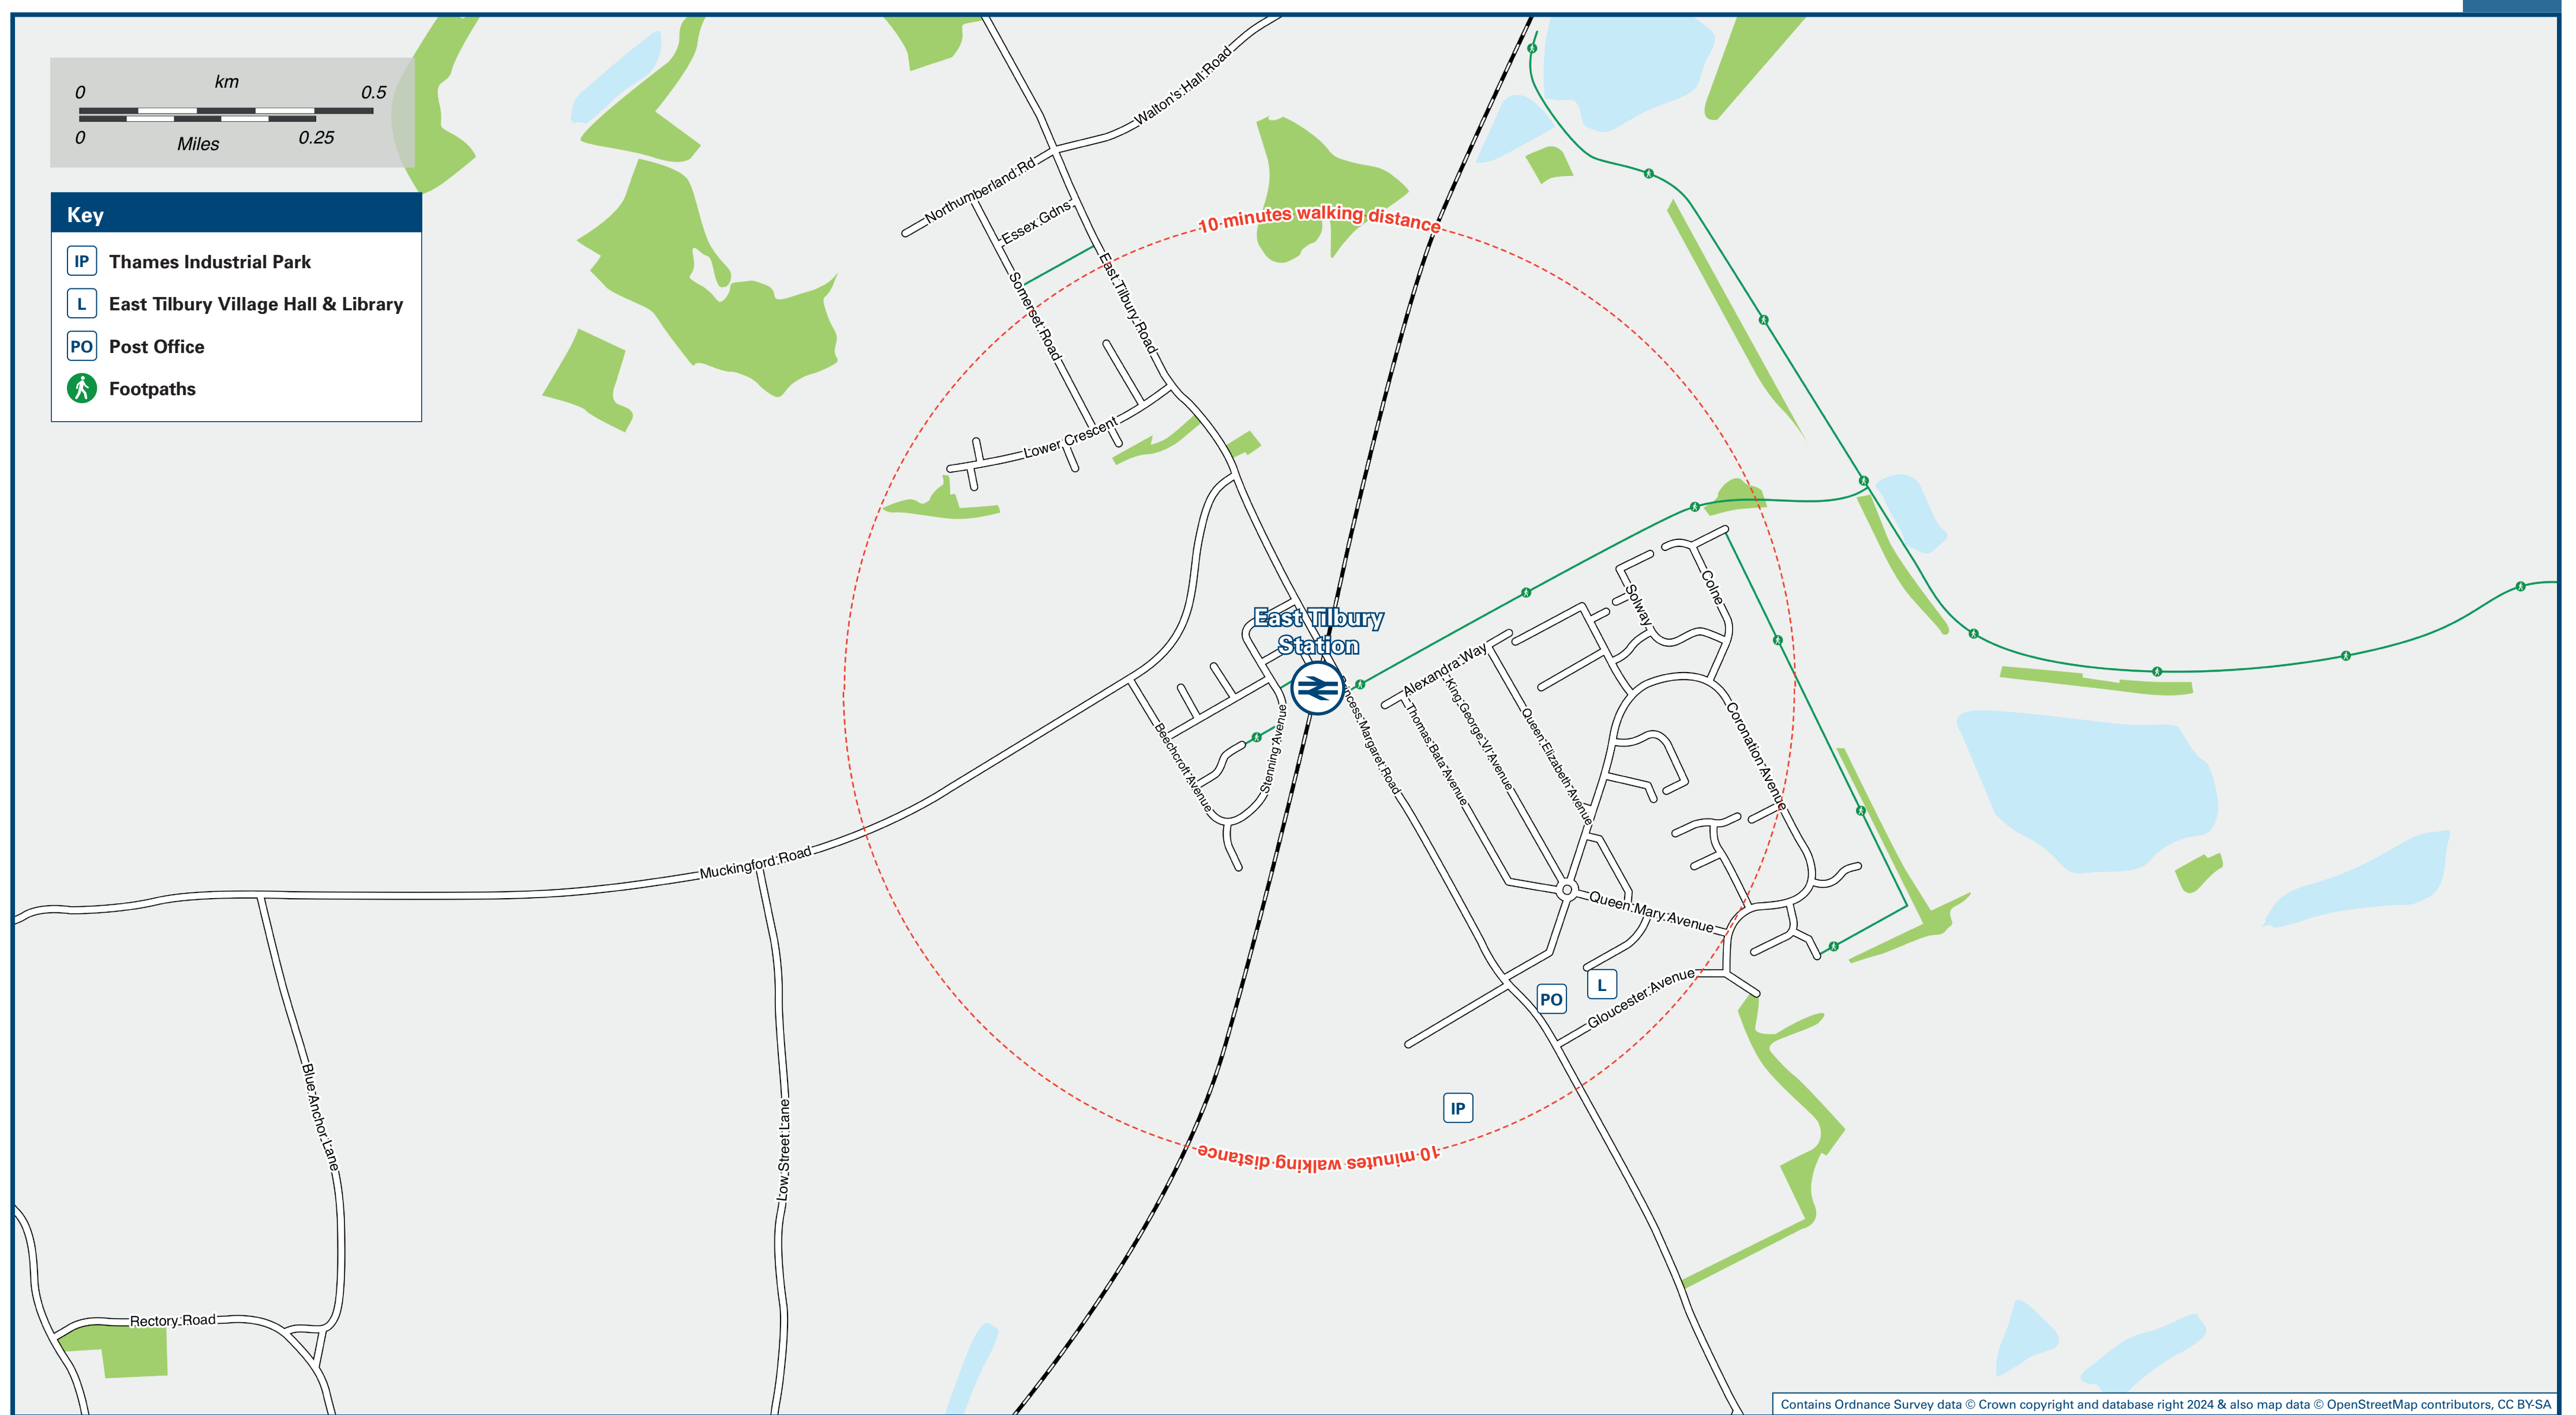 km
0 0.5
0 0.25
Miles
Key
IP Thames Industrial Park
L East Tilbury Village Hall & Library
PO Post Office
Footpaths
Walton's Hall Road
Northumberland Rd
Essex Gdns
10 minutes walking distance
Somerset Road
East Tilbury Road
Lower Crescent
East Tilbury
Station
Colne
Solway
Alexandra Way
Princess Margaret Road
Thomas Bata Avenue
King George VI Avenue
Queen Elizabeth Avenue
Coronation Avenue
Beechcroft Avenue
Stenning Avenue
Muckingford Road
Queen Mary Avenue
PO
L
Gloucester Avenue
IP
10 minutes walking distance
Blue Anchor Lane
Low Street Lane
Rectory Road
Contains Ordnance Survey data © Crown copyright and database right 2024 & also map data © OpenStreetMap contributors, CC BY-SA